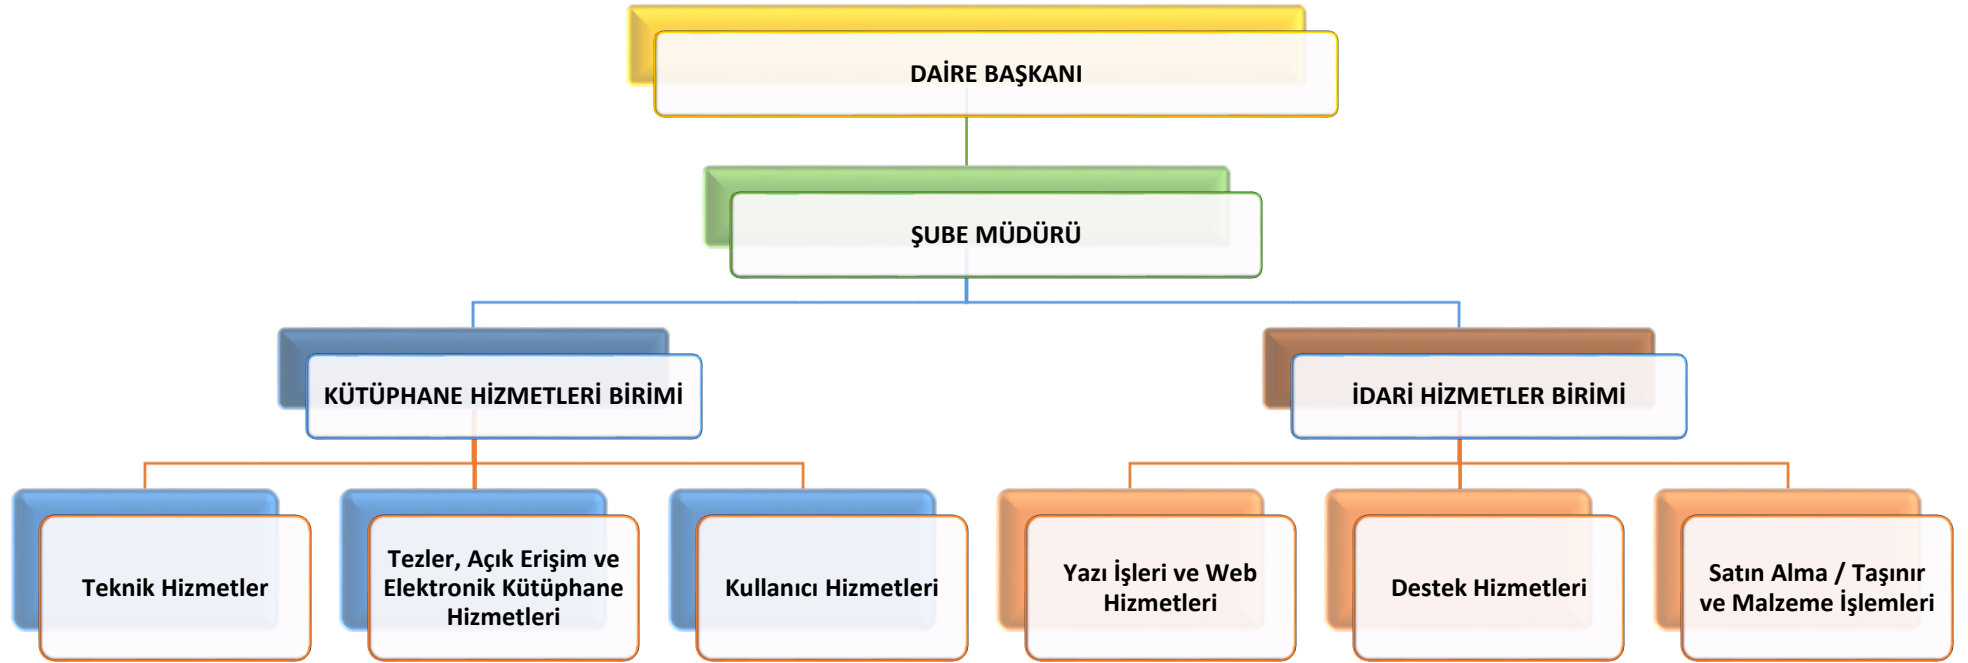 DAİRE BAŞKANI
ŞUBE MÜDÜRÜ
KÜTÜPHANE HİZMETLERİ BİRİMİ
İDARİ HİZMETLER BİRİMİ
Teknik Hizmetler
Tezler, Açık Erişim ve
Elektronik Kütüphane
Hizmetleri
Kullanıcı Hizmetleri
Yazı İşleri ve Web
Hizmetleri
Destek Hizmetleri
Satın Alma / Taşınır
ve Malzeme İşlemleri